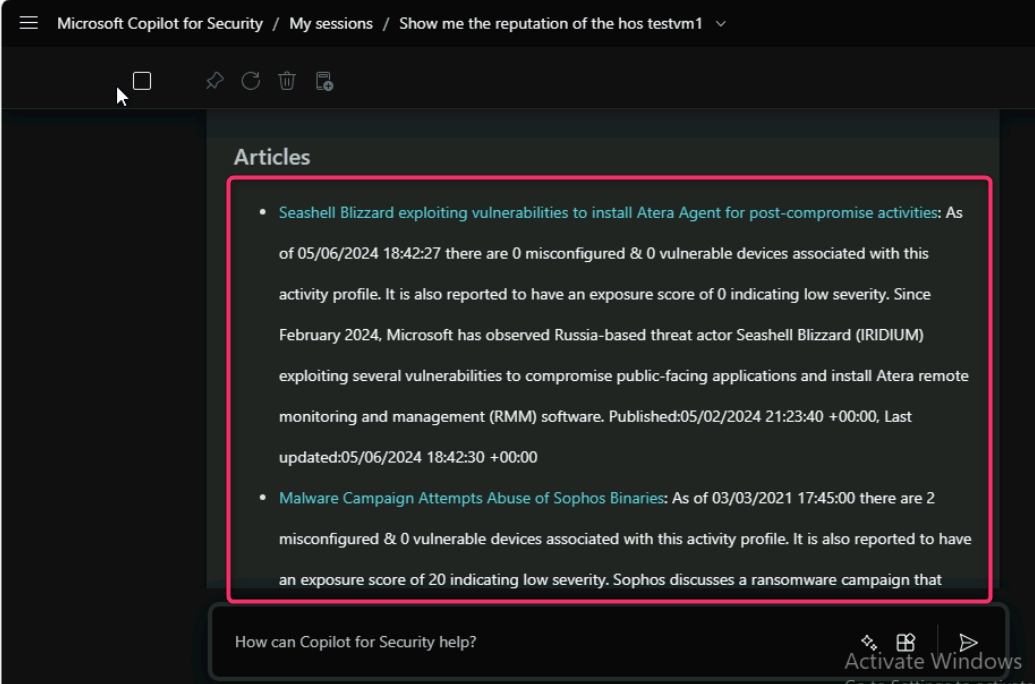 Microsoft Copilot for Security / My sessions / Show me the reputation of the hos testvm1
Articles
• Seashell Blizzard exploiting vulnerabilities to install Atera Agent for post-compromise activities: As
of 05/06/2024 18:42:27 there are 0 misconfigured & 0 vulnerable devices associated with this
activity profile. It is also reported to have an exposure score of 0 indicating low severity. Since
February 2024, Microsoft has observed Russia-based threat actor Seashell Blizzard (IRIDIUM)
exploiting several vulnerabilities to compromise public-facing applications and install Atera remote
monitoring and management (RMM) software. Published:05/02/2024 21:23:40 +00:00, Last
updated:05/06/2024 18:42:30 +00:00
• Malware Campaign Attempts Abuse of Sophos Binaries: As of 03/03/2021 17:45:00 there are 2
misconfigured & 0 vulnerable devices associated with this activity profile. It is also reported to have
an exposure score of 20 indicating low severity. Sophos discusses a ransomware campaign that
How can Copilot for Security help?
Activate Windows